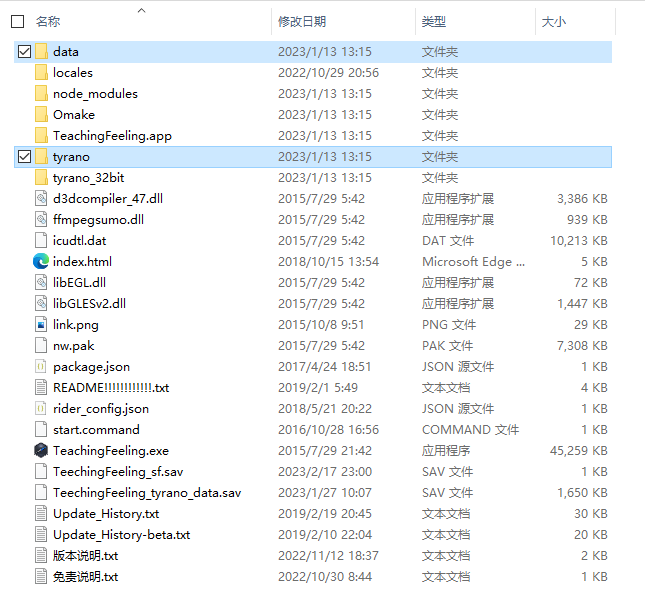 名称 修改日期 类型 大小
data 2023/1/13 13:15 文件夹
locales 2022/10/29 20:56 文件夹
node_modules 2023/1/13 13:15 文件夹
Omake 2023/1/13 13:15 文件夹
TeachingFeeling.app 2023/1/13 13:15 文件夹
tyrano 2023/1/13 13:15 文件夹
tyrano_32bit 2023/1/13 13:15 文件夹
d3dcompiler_47.dll 2015/7/29 5:42 应用程序扩展 3,386 KB
ffmpegsumo.dll 2015/7/29 5:42 应用程序扩展 939 KB
icudtl.dat 2015/7/29 5:42 DAT 文件 10,213 KB
index.html 2018/10/15 13:54 Microsoft Edge ... 5 KB
libEGL.dll 2015/7/29 5:42 应用程序扩展 72 KB
libGLESv2.dll 2015/7/29 5:42 应用程序扩展 1,447 KB
link.png 2015/10/8 9:51 PNG 文件 29 KB
nw.pak 2015/7/29 5:42 PAK 文件 7,308 KB
package.json 2017/4/24 18:51 JSON 源文件 1 KB
README!!!!!!!!!!!!.txt 2019/2/1 5:49 文本文档 4 KB
rider_config.json 2018/5/21 20:22 JSON 源文件 1 KB
start.command 2016/10/28 16:56 COMMAND 文件 1 KB
TeachingFeeling.exe 2015/7/29 21:42 应用程序 45,259 KB
TeechingFeeling_sf.sav 2023/2/17 23:00 SAV 文件 1 KB
TeechingFeeling_tyrano_data.sav 2023/1/27 10:07 SAV 文件 1,650 KB
Update_History.txt 2019/2/19 20:45 文本文档 30 KB
Update_History-beta.txt 2019/2/10 22:04 文本文档 20 KB
版本说明.txt 2022/11/12 18:37 文本文档 2 KB
免责说明.txt 2022/10/30 8:44 文本文档 1 KB